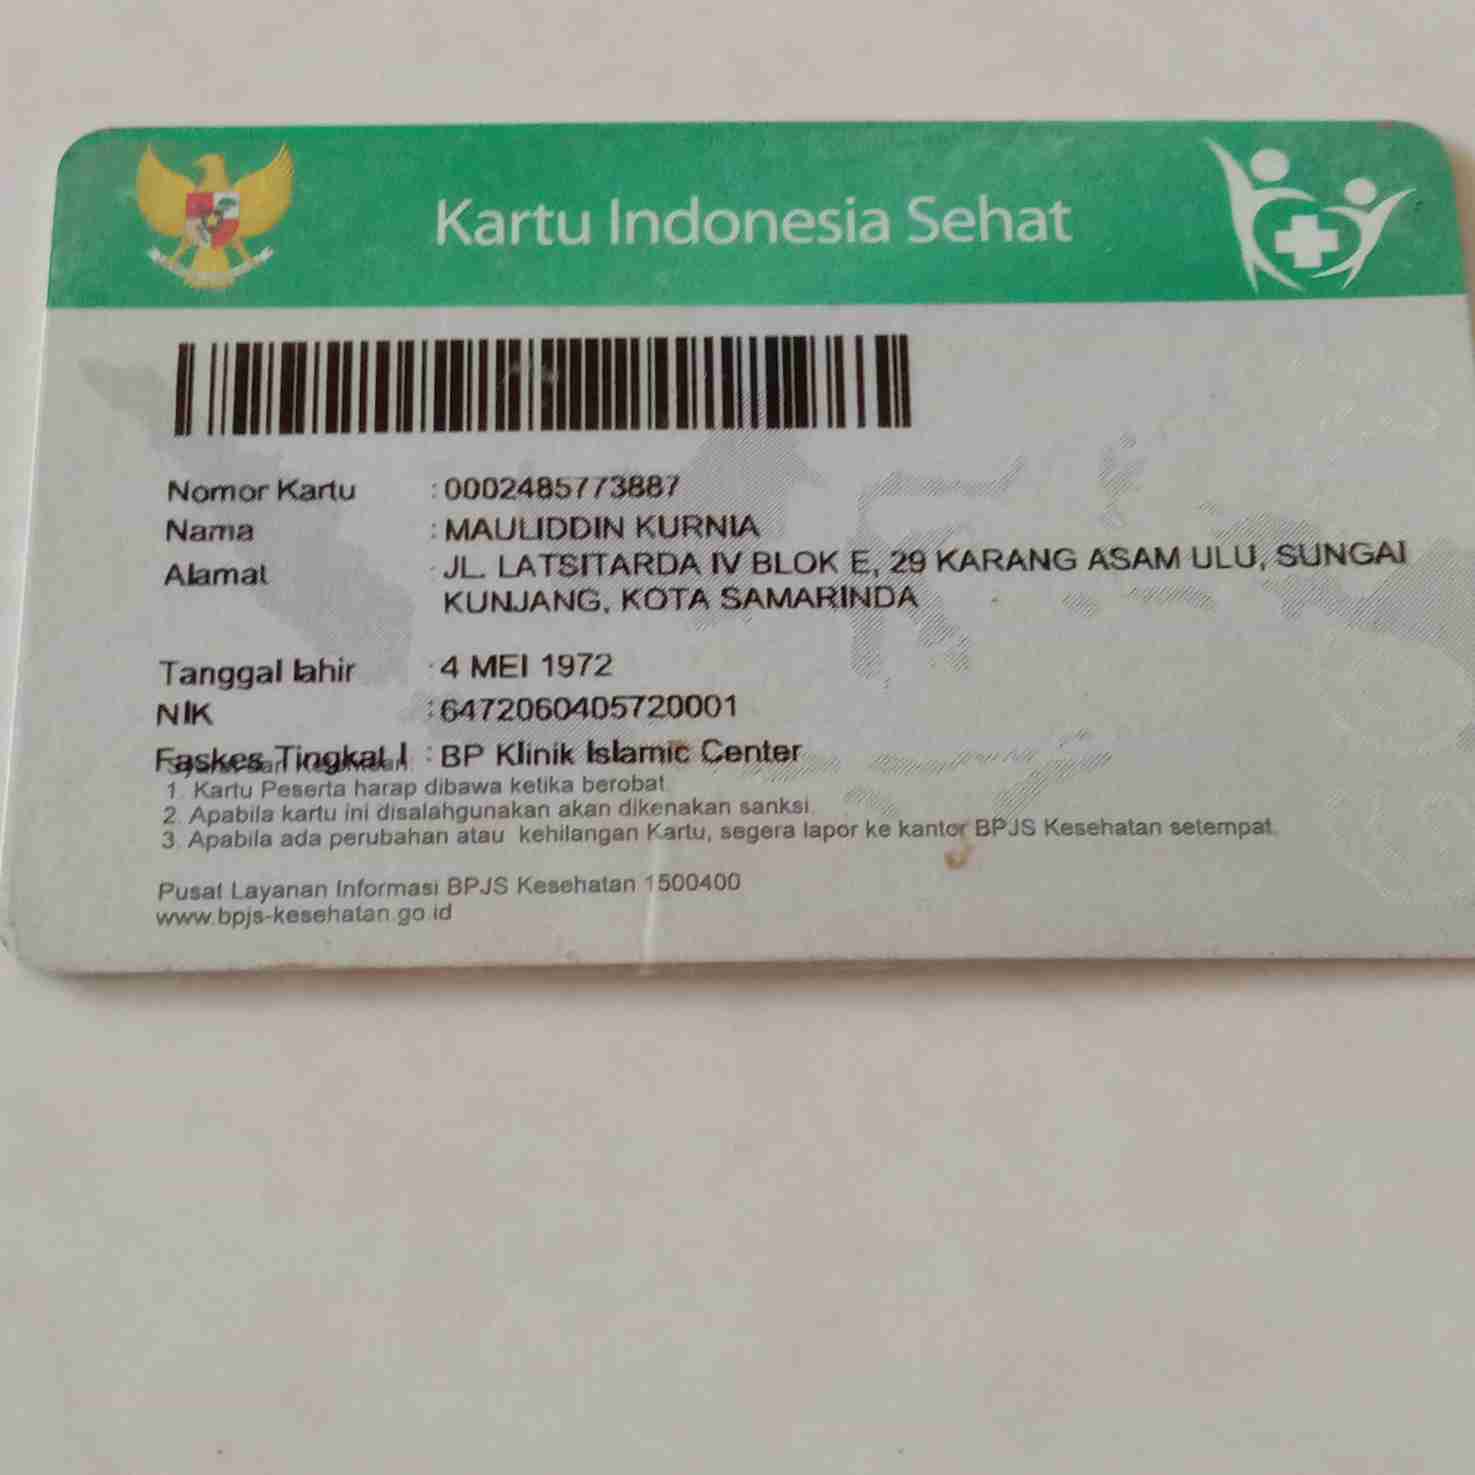 Kartu Indonesia Sehat
Nomor Kartu : 0002485773887
Nama : MAULIDDIN KURNIA
Alamat : JL. LATSITARDA IV BLOK E, 29 KARANG ASAM ULU, SUNGAI
KUNJANG, KOTA SAMARINDA
Tanggal lahir : 4 MEI 1972
NIK : 6472060405720001
Faskes Tingkat I : BP Klinik Islamic Center
1. Kartu Peserta harap dibawa ketika berobat.
2. Apabila kartu ini disalahgunakan akan dikenakan sanksi.
3. Apabila ada perubahan atau kehilangan Kartu, segera lapor ke kantor BPJS Kesehatan setempat.
Pusat Layanan Informasi BPJS Kesehatan 1500400
www.bpjs-kesehatan.go.id